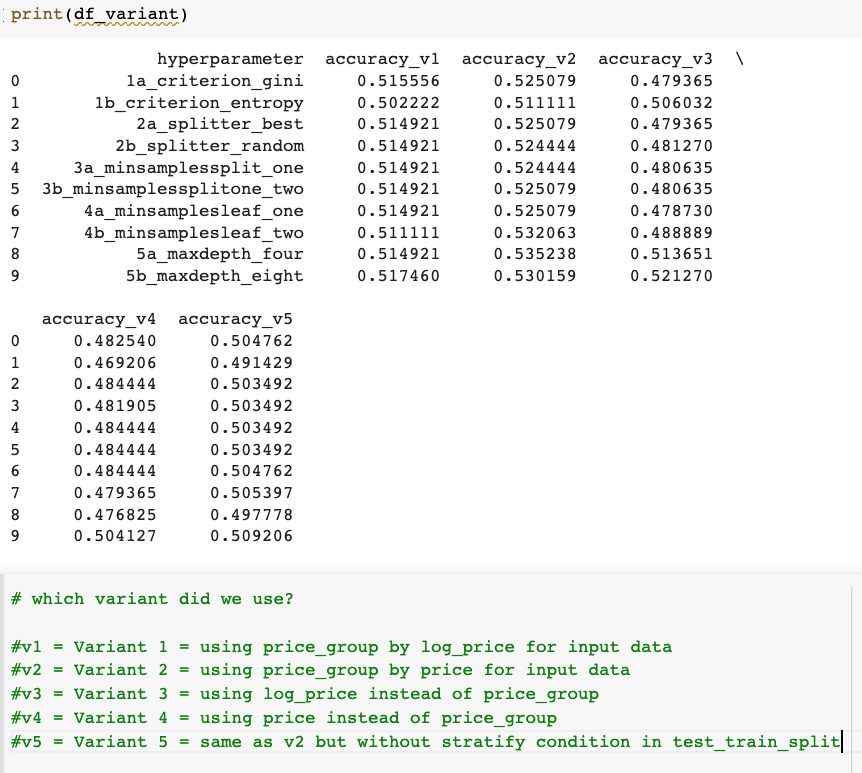 print(df_variant)
hyperparameter accuracy_v1 accuracy_v2 accuracy_v3 \
0 1a_criterion_gini 0.515556 0.525079 0.479365
1 1b_criterion_entropy 0.502222 0.511111 0.506032
2 2a_splitter_best 0.514921 0.525079 0.479365
3 2b_splitter_random 0.514921 0.524444 0.481270
4 3a_minsamplessplit_one 0.514921 0.524444 0.480635
5 3b_minsamplessplitone_two 0.514921 0.525079 0.480635
6 4a_minsamplesleaf_one 0.514921 0.525079 0.478730
7 4b_minsamplesleaf_two 0.511111 0.532063 0.488889
8 5a_maxdepth_four 0.514921 0.535238 0.513651
9 5b_maxdepth_eight 0.517460 0.530159 0.521270
accuracy_v4 accuracy_v5
0 0.482540 0.504762
1 0.469206 0.491429
2 0.484444 0.503492
3 0.481905 0.503492
4 0.484444 0.503492
5 0.484444 0.503492
6 0.484444 0.504762
7 0.479365 0.505397
8 0.476825 0.497778
9 0.504127 0.509206
# which variant did we use?
#v1 = Variant 1 = using price_group by log_price for input data
#v2 = Variant 2 = using price_group by price for input data
#v3 = Variant 3 = using log_price instead of price_group
#v4 = Variant 4 = using price instead of price_group
#v5 = Variant 5 = same as v2 but without stratify condition in test_train_split